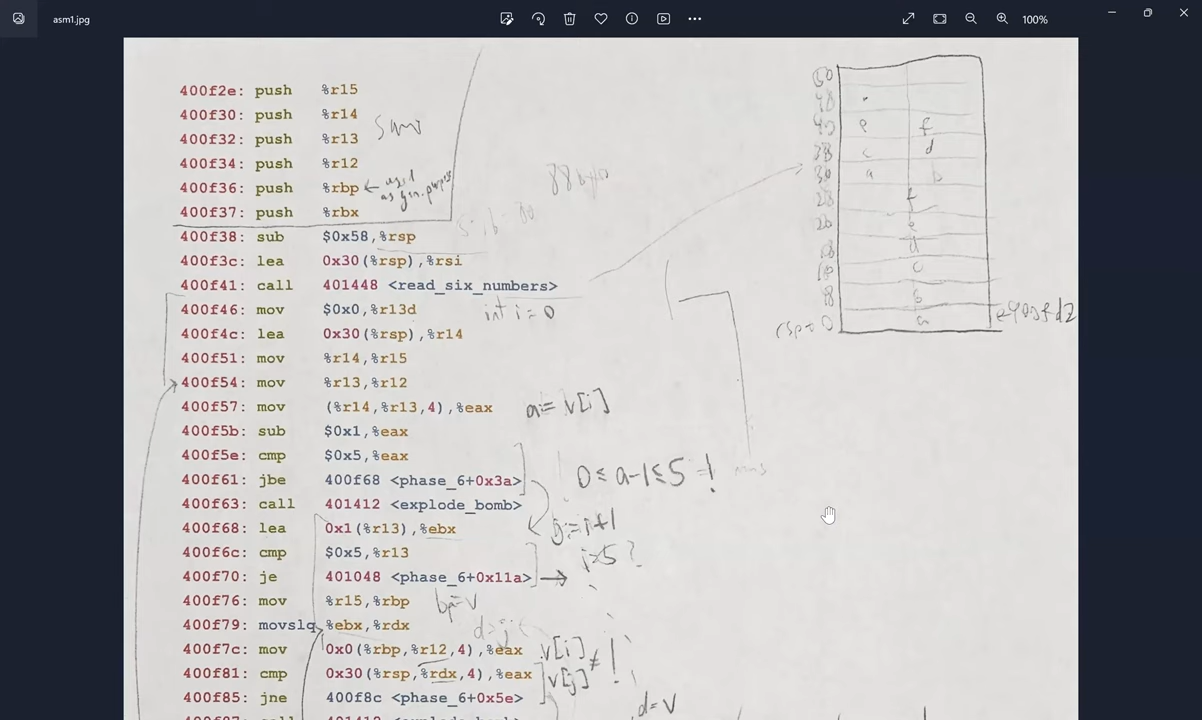 asm1.jpg
100%
400f2e: push %r15
400f30: push %r14
400f32: push %r13
400f34: push %r12
400f36: push %rbp
400f37: push %rbx
400f38: sub $0x58,%rsp
400f3c: lea 0x30(%rsp),%rsi
400f41: call 401448 <read_six_numbers>
int i = 0
400f46: mov $0x0,%r13d
400f4c: lea 0x30(%rsp),%r14
400f51: mov %r14,%r15
400f54: mov %r13,%r12
400f57: mov (%r14,%r13,4),%eax a:= v[i]
400f5b: sub $0x1,%eax
400f5e: cmp $0x5,%eax
400f61: jbe 400f68 <phase_6+0x3a> 0 ≤ a-1 ≤ 5 !
400f63: call 401412 <explode_bomb>
400f68: lea 0x1(%r13),%ebx j:= i+1
400f6c: cmp $0x5,%r13
400f70: je 401048 <phase_6+0x11a>
400f76: mov %r15,%rbp
400f79: movslq %ebx,%rdx
400f7c: mov 0x0(%rbp,%r12,4),%eax v[i]
400f81: cmp 0x30(%rsp,%rdx,4),%eax v[j] ≠ !
400f85: jne 400f8c <phase_6+0x5e>
d=v
e f
c d
30 a b
28 f
20 e
d
c
b
a